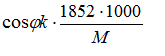 cosφk · 1852 · 1000 / M